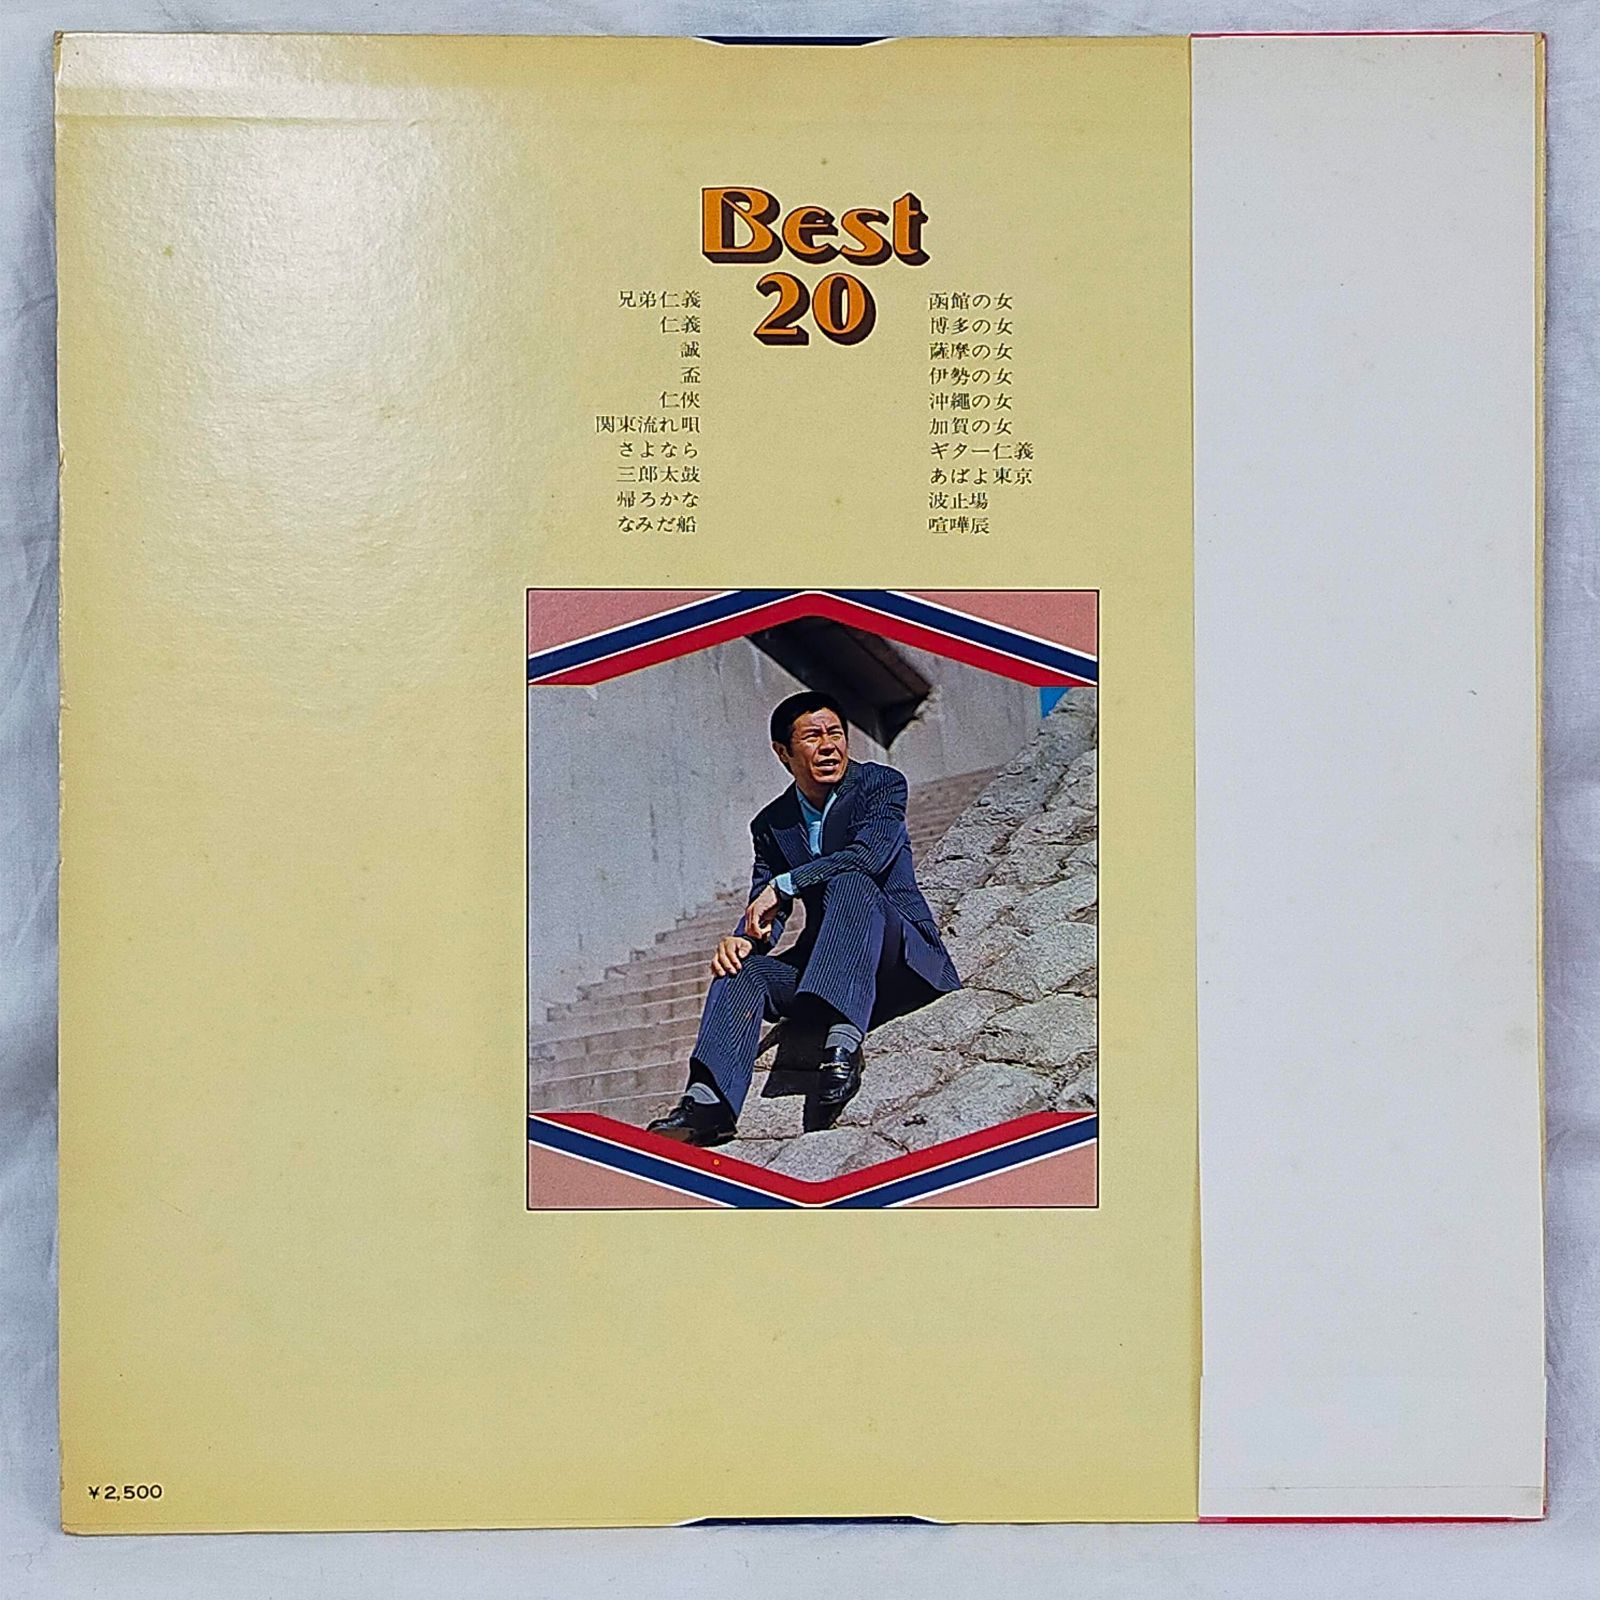 Best
20
兄弟仁義
仁義
誠
盃
仁侠
関東流れ唄
さよなら
三郎太鼓
帰ろかな
なみだ船
函館の女
博多の女
薩摩の女
伊勢の女
沖縄の女
加賀の女
ギター仁義
あばよ東京
波止場
喧嘩辰
¥2,500